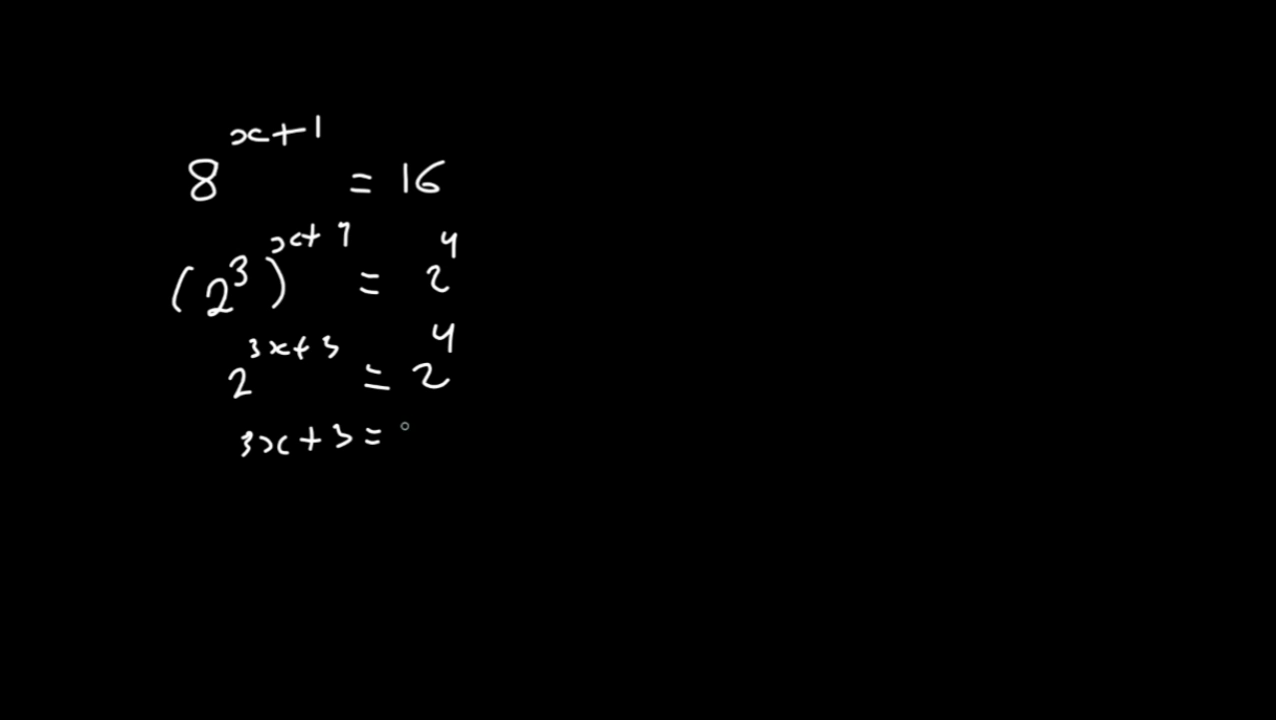 8^{x+1} = 16
(2^3)^{x+1} = 2^4
2^{3x+3} = 2^4
3x+3=